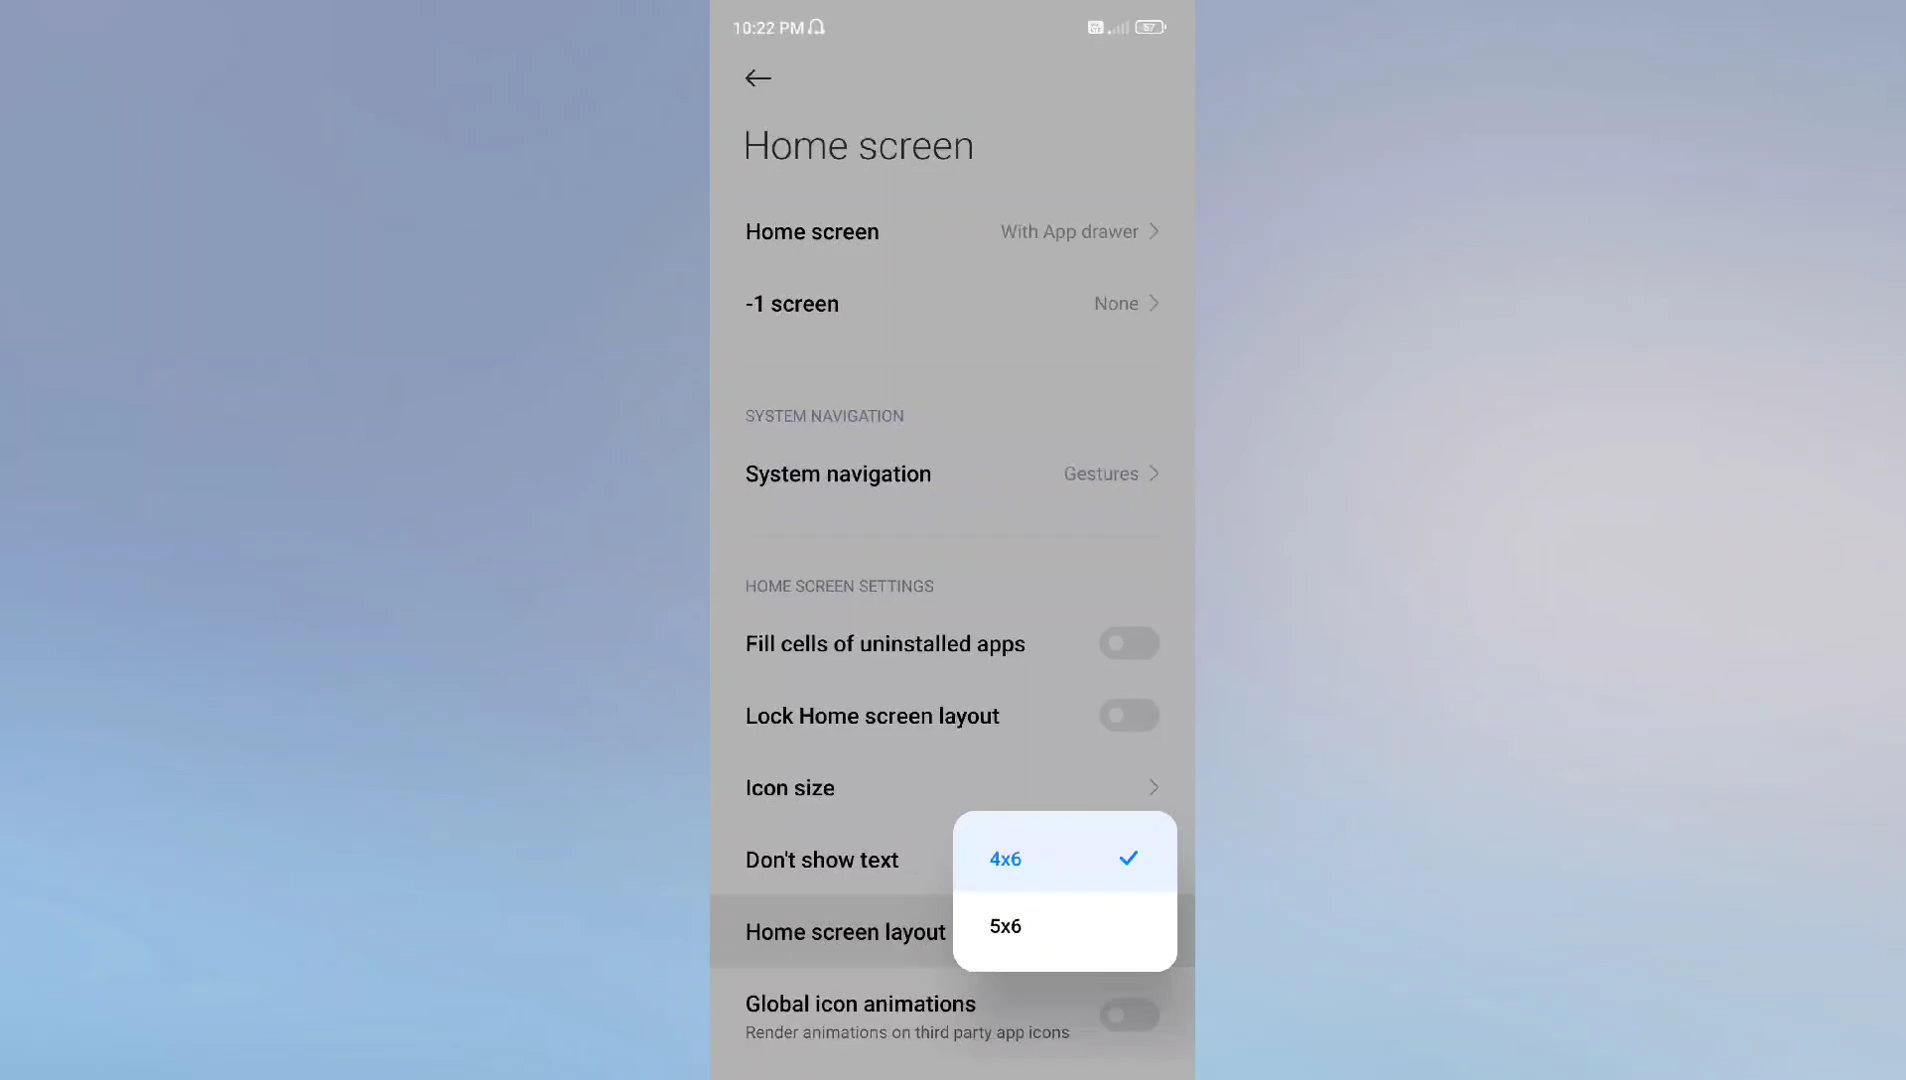 10:22 PM
57
Home screen
Home screen
With App drawer
-1 screen
None
SYSTEM NAVIGATION
System navigation
Gestures
HOME SCREEN SETTINGS
Fill cells of uninstalled apps
Lock Home screen layout
Icon size
Don't show text
4x6
Home screen layout
5x6
Global icon animations
Render animations on third party app icons